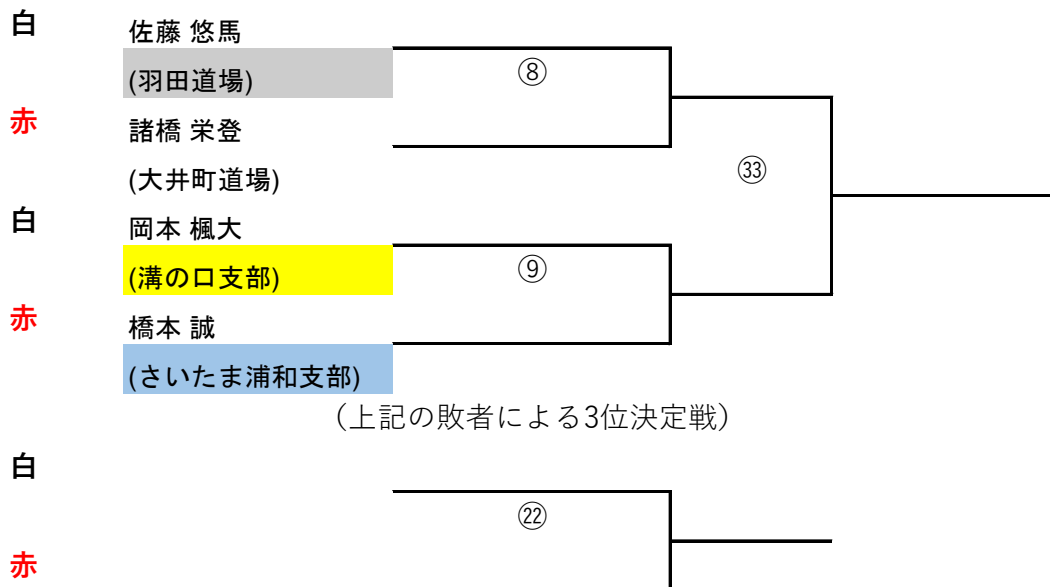 白
佐藤 悠馬
(羽田道場)
⑧
赤
諸橋 栄登
(大井町道場)
㉝
白
岡本 楓大
(溝の口支部)
⑨
赤
橋本 誠
(さいたま浦和支部)
（上記の敗者による3位決定戦）
白
㉒
赤